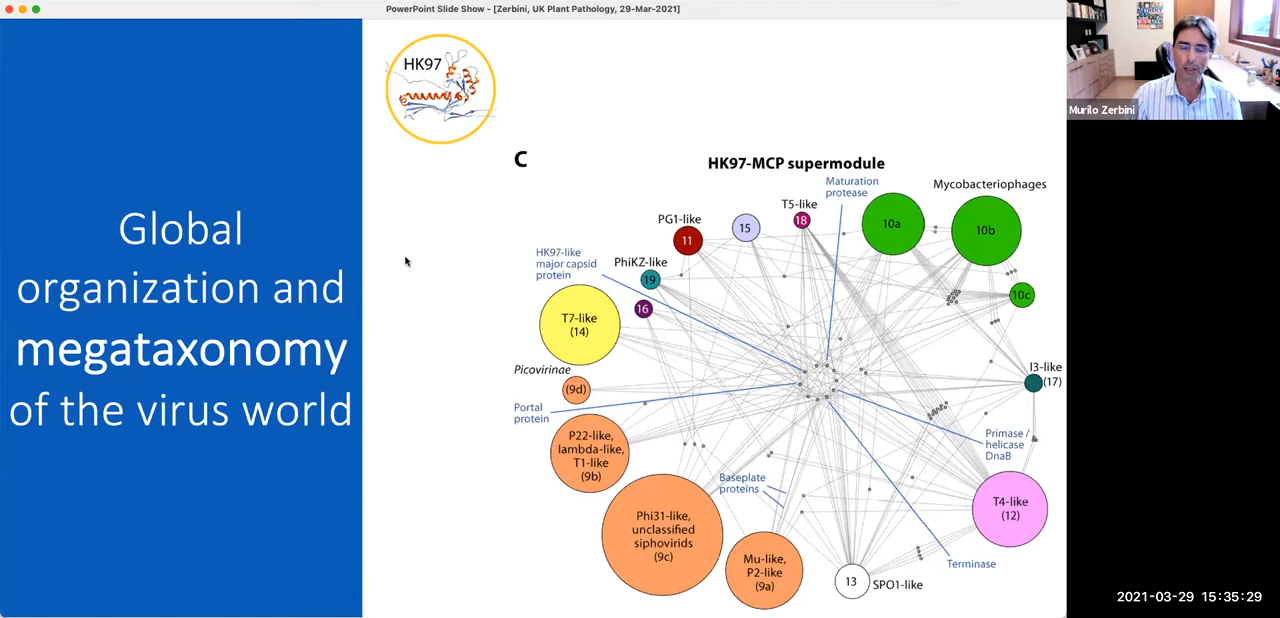 PowerPoint Slide Show - [Zerbini, UK Plant Pathology, 29-Mar-2021]
Global
organization and
megataxonomy
of the virus world
HK97
C
HK97-MCP supermodule
Maturation
protease
Mycobacteriophages
T5-like
18
10a
10b
PG1-like
11
15
HK97-like
major capsid
protein
PhiKZ-like
19
16
10c
T7-like
(14)
I3-like
(17)
Picovirinae
(9d)
Portal
protein
P22-like,
lambda-like,
T1-like
(9b)
Primase /
helicase
DnaB
Baseplate
proteins
T4-like
(12)
Phi31-like,
unclassified
siphovirids
(9c)
Mu-like,
P2-like
(9a)
Terminase
13
SPO1-like
Murilo Zerbini
2021-03-29 15:35:29